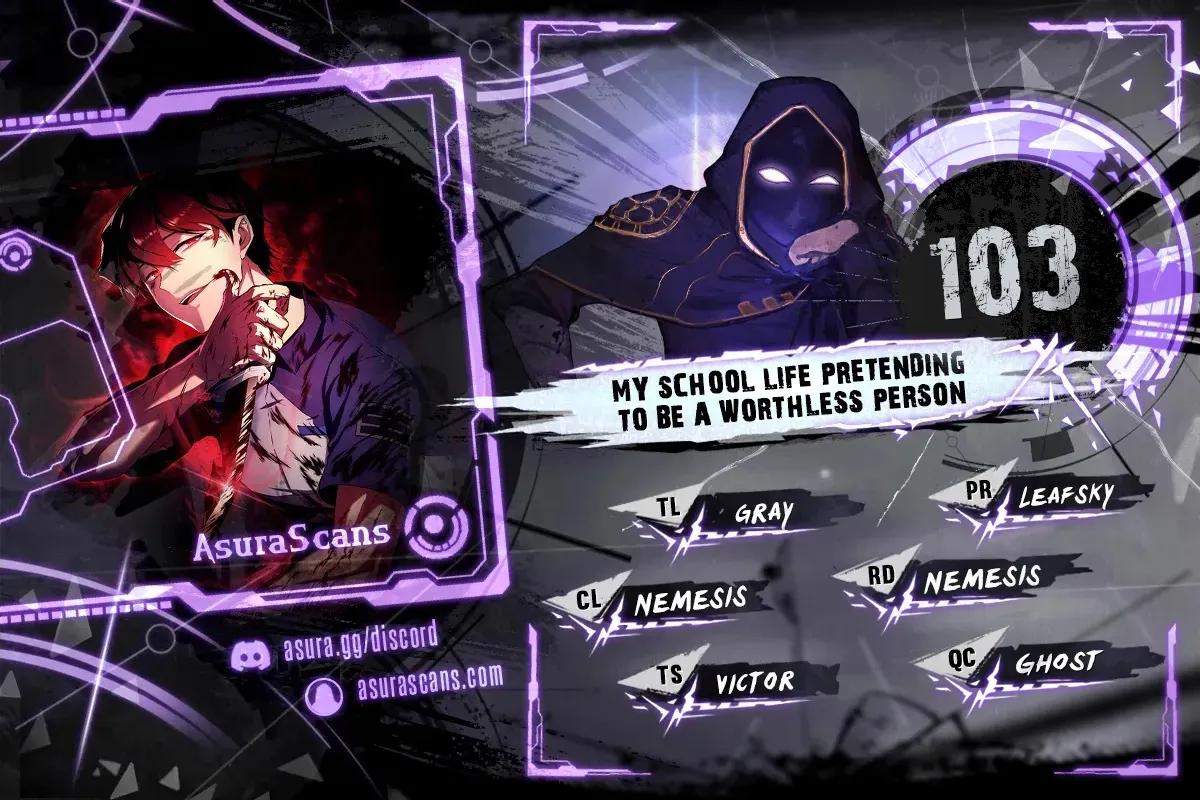 103
MY SCHOOL LIFE PRETENDING
TO BE A WORTHLESS PERSON
TL GRAY
PR LEAFSKY
CL NEMESIS
RD NEMESIS
TS VICTOR
QC GHOST
AsuraScans
asura.gg/discord
asurascans.com